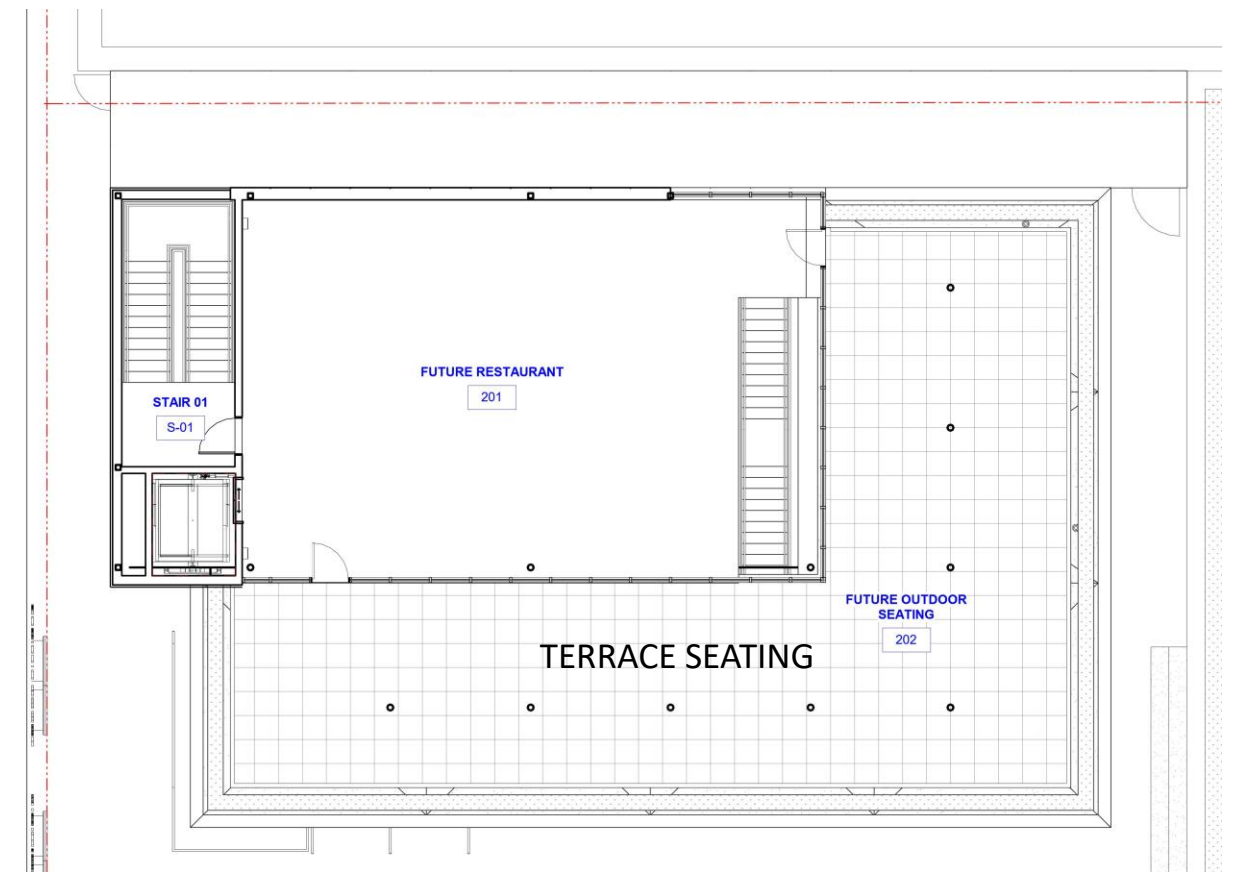 FUTURE RESTAURANT
201
STAIR 01
S-01
FUTURE OUTDOOR
SEATING
202
TERRACE SEATING